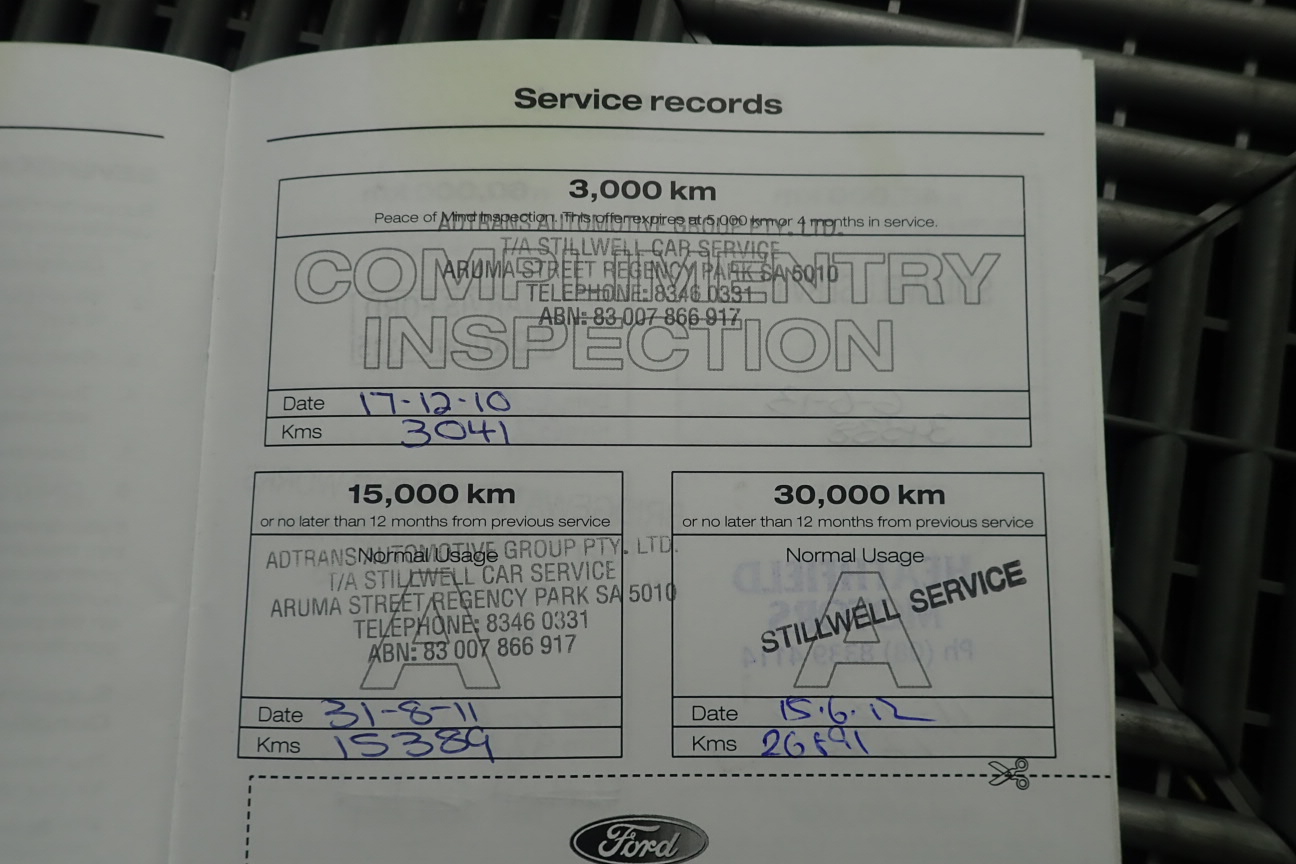 Service records
3,000 km
Peace of Mind Inspection. This offer expires at 5,000 km or 4 months in service.
ADTRANS AUTOMOTIVE GROUP PTY. LTD.
T/A STILLWELL CAR SERVICE
ARUMA STREET REGENCY PARK SA 5010
TELEPHONE: 8346 0331
ABN: 83 007 866 917
COMPLIMENTRY
INSPECTION
Date 17-12-10
Kms 3041
15,000 km
or no later than 12 months from previous service
Normal Usage
ADTRANS AUTOMOTIVE GROUP PTY. LTD.
T/A STILLWELL CAR SERVICE
ARUMA STREET REGENCY PARK SA 5010
TELEPHONE: 8346 0331
ABN: 83 007 866 917
A
Date 31-8-11
Kms 15389
30,000 km
or no later than 12 months from previous service
Normal Usage
STILLWELL SERVICE
A
Date 15.6.12
Kms
Ford